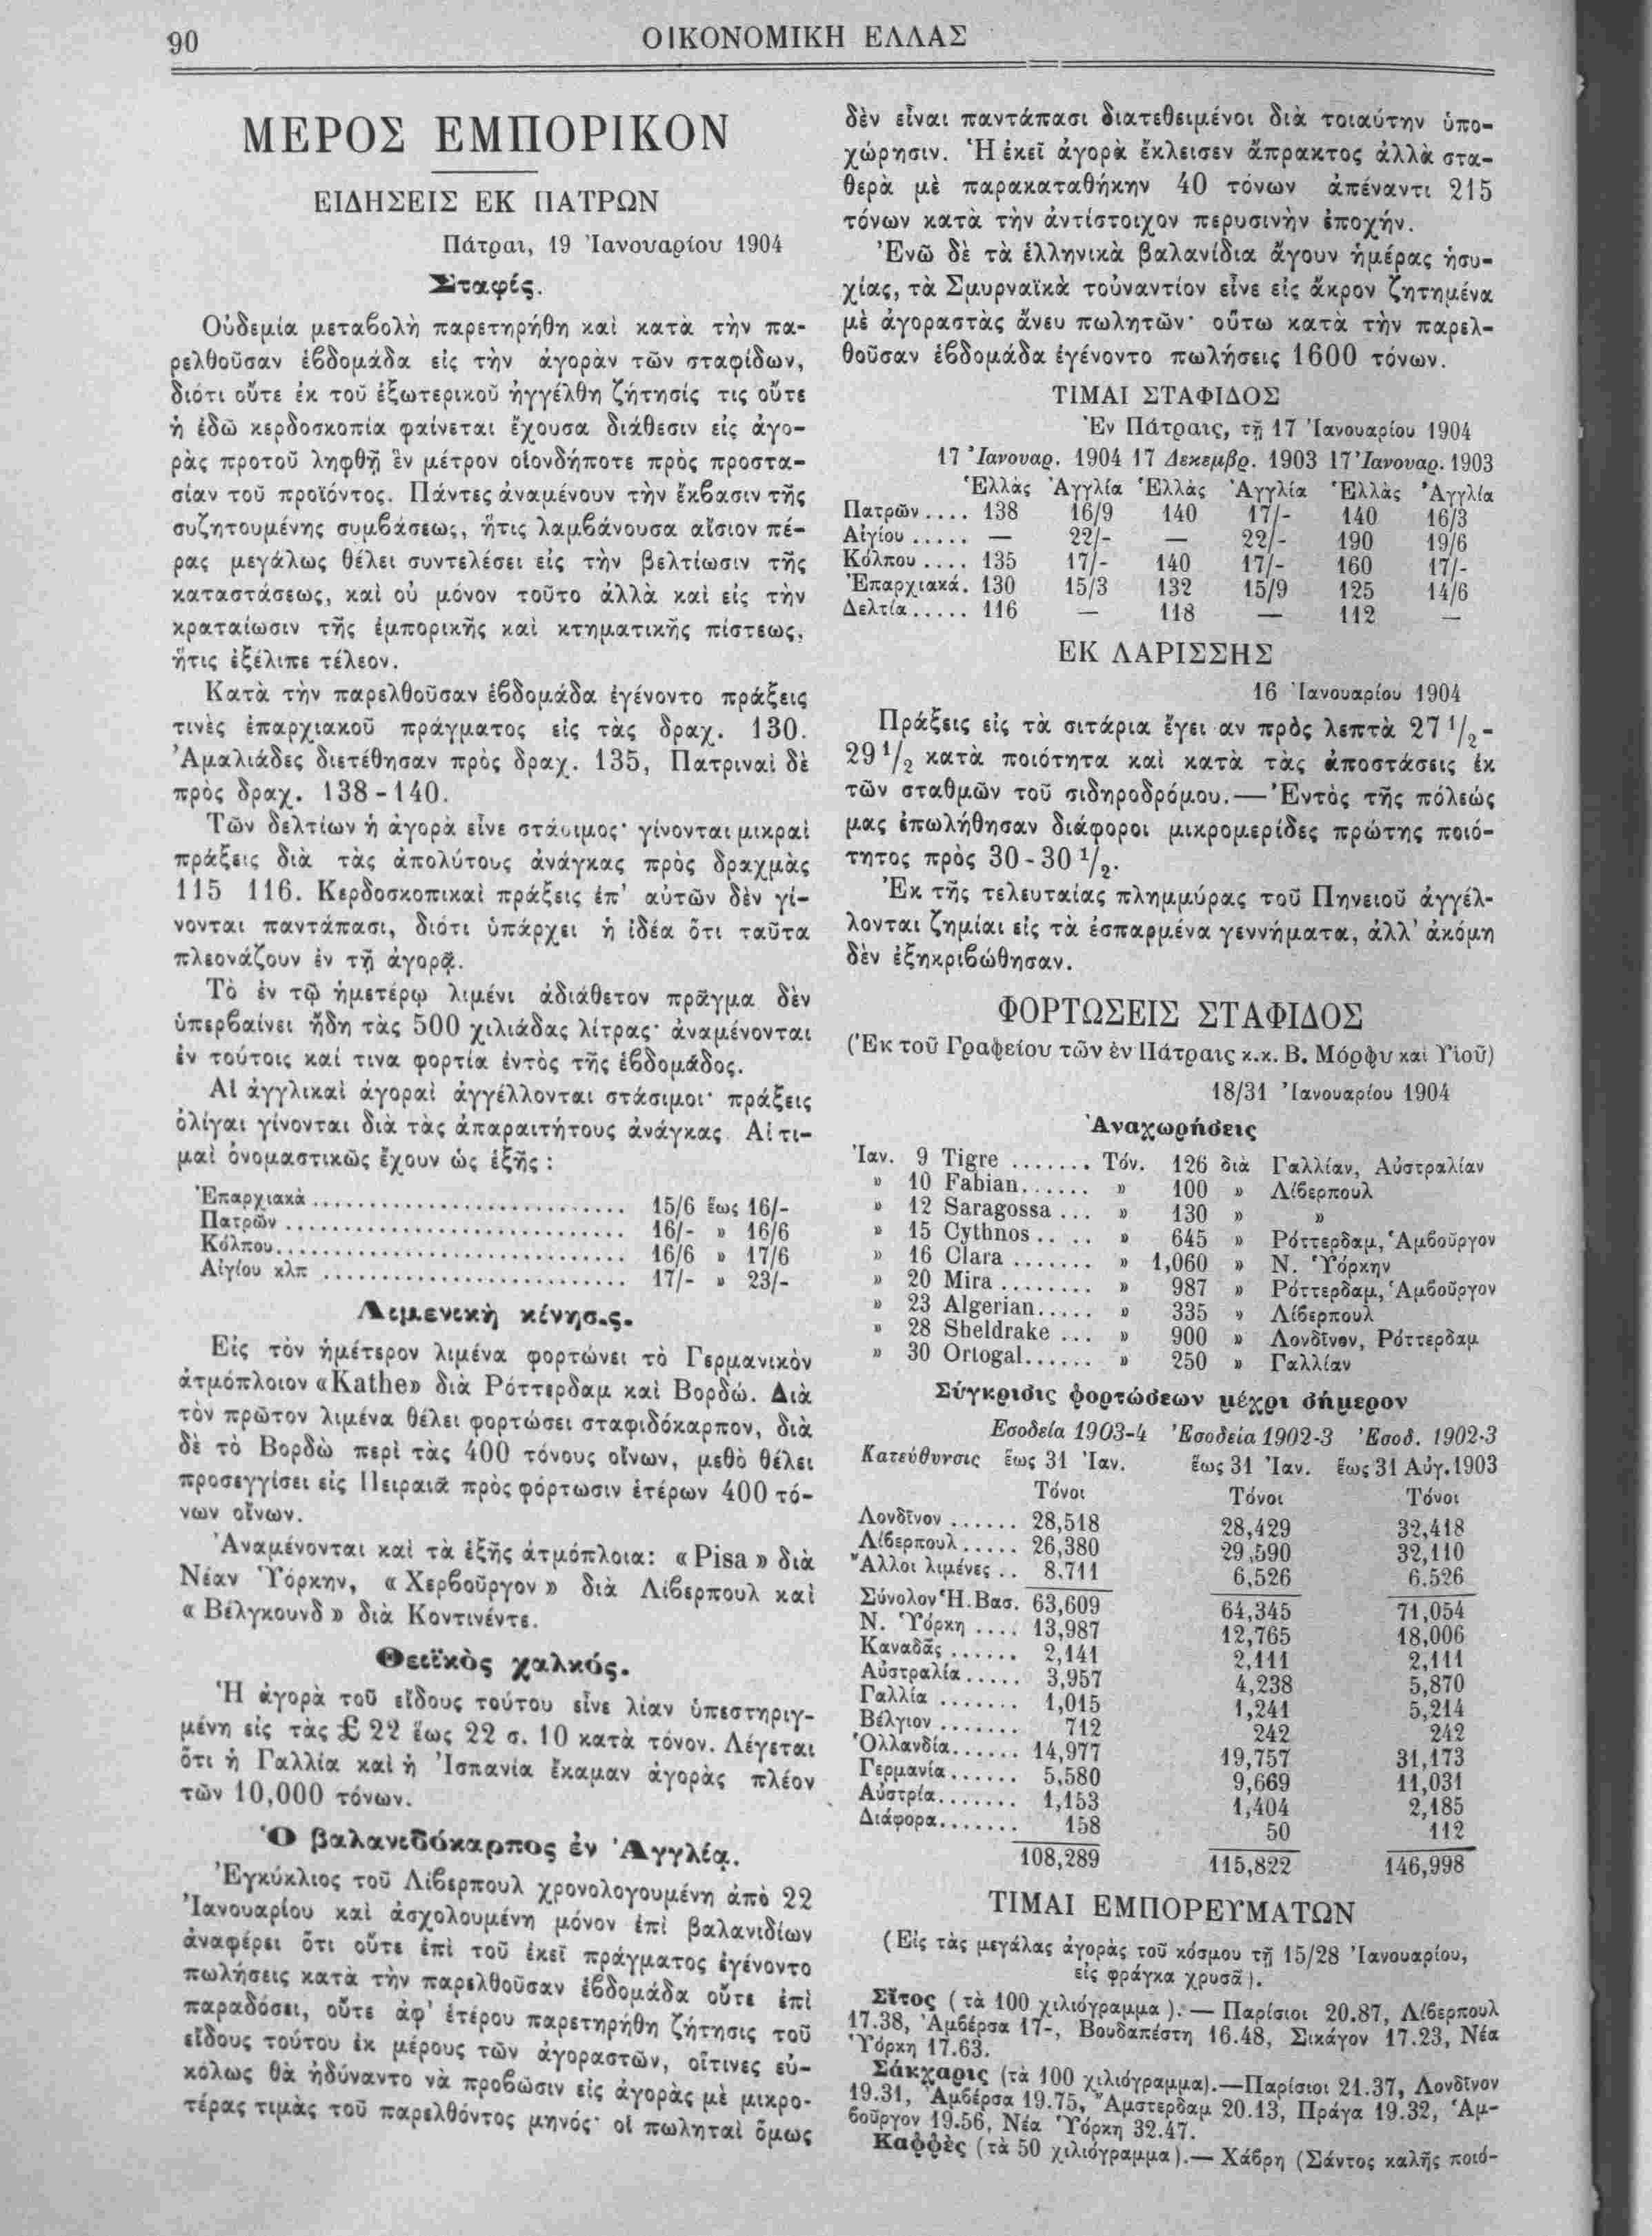 90
ΟΙΚΟΝΟΜΙΚΗ ΕΛΛΑΣ
ΜΕΡΟΣ ΕΜΠΟΡΙΚΟΝ
ΕΙΔΗΣΕΙΣ ΕΚ ΠΑΤΡΩΝ
Πάτραι, 19 Ἰανουαρίου 1904
Σταφίς.
Οὐδεμία μεταβολὴ παρετηρήθη καὶ κατὰ τὴν πα-
ρελθοῦσαν ἑβδομάδα εἰς τὴν ἀγορὰν τῶν σταφίδων,
διότι οὔτε ἐκ τοῦ ἐξωτερικοῦ ἠγγέλθη ζήτησίς τις οὔτε
ἡ ἐδῶ κερδοσκοπία φαίνεται ἔχουσα διάθεσιν εἰς ἀγο-
ρὰς προτοῦ ληφθῇ ἓν μέτρον οἱονδήποτε πρὸς προστα-
σίαν τοῦ προϊόντος. Πάντες ἀναμένουν τὴν ἔκβασιν τῆς
συζητουμένης συμβάσεως, ἥτις λαμβάνουσα αἴσιον πέ-
ρας μεγάλως θέλει συντελέσει εἰς τὴν βελτίωσιν τῆς
καταστάσεως, καὶ οὐ μόνον τοῦτο ἀλλὰ καὶ εἰς τὴν
κραταίωσιν τῆς ἐμπορικῆς καὶ κτηματικῆς πίστεως,
ἥτις ἐξέλιπε τέλεον.
Κατὰ τὴν παρελθοῦσαν ἑβδομάδα ἐγένοντο πράξεις
τινὲς ἐπαρχιακοῦ πράγματος εἰς τὰς δραχ. 130.
Ἀμαλιάδες διετέθησαν πρὸς δραχ. 135, Πατριναὶ δὲ
πρὸς δραχ. 138-140.
Τῶν δελτίων ἡ ἀγορὰ εἶνε στάσιμος· γίνονται μικραὶ
πράξεις διὰ τὰς ἀπολύτους ἀνάγκας πρὸς δραχμὰς
115 116. Κερδοσκοπικαὶ πράξεις ἐπ' αὐτῶν δὲν γί-
νονται παντάπασι, διότι ὑπάρχει ἡ ἰδέα ὅτι ταῦτα
πλεονάζουν ἐν τῇ ἀγορᾷ.
Τὸ ἐν τῷ ἡμετέρῳ λιμένι ἀδιάθετον πρᾶγμα δὲν
ὑπερβαίνει ἤδη τὰς 500 χιλιάδας λίτρας· ἀναμένονται
ἐν τούτοις καί τινα φορτία ἐντὸς τῆς ἑβδομάδος.
Αἱ ἀγγλικαὶ ἀγοραὶ ἀγγέλλονται στάσιμοι· πράξεις
ὀλίγαι γίνονται διὰ τὰς ἀπαραιτήτους ἀνάγκας. Αἱ τι-
μαὶ ὀνομαστικῶς ἔχουν ὡς ἑξῆς :
Ἐπαρχιακὰ ........ 15/6 ἕως 16/-
Πατρῶν ........ 16/- » 16/6
Κόλπου ........ 16/6 » 17/6
Αἰγίου κλπ ........ 17/- » 23/-
Λιμενικὴ κίνησ.ς.
Εἰς τὸν ἡμέτερον λιμένα φορτώνει τὸ Γερμανικὸν
ἀτμόπλοιον «Kathe» διὰ Ρόττερδαμ καὶ Βορδώ. Διὰ
τὸν πρῶτον λιμένα θέλει φορτώσει σταφιδόκαρπον, διὰ
δὲ τὸ Βορδὼ περὶ τὰς 400 τόνους οἴνων, μεθὸ θέλει
προσεγγίσει εἰς Πειραιᾶ πρὸς φόρτωσιν ἑτέρων 400 τό-
νων οἴνων.
Ἀναμένονται καὶ τὰ ἑξῆς ἀτμόπλοια: «Pisa» διὰ
Νέαν Ὑόρκην, «Χερβοῦργον» διὰ Λίβερπουλ καὶ
«Βέλγκουνδ» διὰ Κοντινέντε.
Θειϊκὸς χαλκός.
Ἡ ἀγορὰ τοῦ εἴδους τούτου εἶνε λίαν ὑπεστηριγ-
μένη εἰς τὰς £ 22 ἕως 22 σ. 10 κατὰ τόνον. Λέγεται
ὅτι ἡ Γαλλία καὶ ἡ Ἱσπανία ἔκαμαν ἀγορὰς πλέον
τῶν 10,000 τόνων.
Ὁ βαλανιδόκαρπος ἐν Ἀγγλίᾳ.
Ἐγκύκλιος τοῦ Λίβερπουλ χρονολογουμένη ἀπὸ 22
Ἰανουαρίου καὶ ἀσχολουμένη μόνον ἐπὶ βαλανιδίων
ἀναφέρει ὅτι οὔτε ἐπὶ τοῦ ἐκεῖ πράγματος ἐγένοντο
πωλήσεις κατὰ τὴν παρελθοῦσαν ἑβδομάδα οὔτε ἐπὶ
παραδόσει, οὔτε ἀφ' ἑτέρου παρετηρήθη ζήτησις τοῦ
εἴδους τούτου ἐκ μέρους τῶν ἀγοραστῶν, οἵτινες εὐ-
κόλως θὰ ἠδύναντο νὰ προβῶσιν εἰς ἀγορὰς μὲ μικρο-
τέρας τιμὰς τοῦ παρελθόντος μηνός· οἱ πωληταὶ ὅμως
δὲν εἶναι παντάπασι διατεθειμένοι διὰ τοιαύτην ὑπο-
χώρησιν. Ἡ ἐκεῖ ἀγορὰ ἔκλεισεν ἄπρακτος ἀλλὰ στα-
θερὰ μὲ παρακαταθήκην 40 τόνων ἀπέναντι 215
τόνων κατὰ τὴν ἀντίστοιχον περυσινὴν ἐποχήν.
Ἐνῶ δὲ τὰ ἑλληνικὰ βαλανίδια ἄγουν ἡμέρας ἡσυ-
χίας, τὰ Σμυρναϊκὰ τοὐναντίον εἶνε εἰς ἄκρον ζητημένα
μὲ ἀγοραστὰς ἄνευ πωλητῶν· οὕτω κατὰ τὴν παρελ-
θοῦσαν ἑβδομάδα ἐγένοντο πωλήσεις 1600 τόνων.
ΤΙΜΑΙ ΣΤΑΦΙΔΟΣ
Ἐν Πάτραις, τῇ 17 Ἰανουαρίου 1904
17 Ἰανουαρ. 1904 17 Δεκεμβρ. 1903 17 Ἰανουαρ. 1903
Ἑλλὰς Ἀγγλία Ἑλλὰς Ἀγγλία Ἑλλὰς Ἀγγλία
Πατρῶν.... 138 16/9 140 17/- 140 16/3
Αἰγίου ..... — 22/- — 22/- 190 19/6
Κόλπου .... 135 17/- 140 17/- 160 17/-
Ἐπαρχιακά. 130 15/3 132 15/9 125 14/6
Δελτία..... 116 — 118 — 112 —
ΕΚ ΛΑΡΙΣΣΗΣ
16 Ἰανουαρίου 1904
Πράξεις εἰς τὰ σιτάρια ἔγει αν πρὸς λεπτὰ 27 1/2-
29 1/2 κατὰ ποιότητα καὶ κατὰ τὰς ἀποστάσεις ἐκ
τῶν σταθμῶν τοῦ σιδηροδρόμου.—Ἐντὸς τῆς πόλεώς
μας ἐπωλήθησαν διάφοροι μικρομερίδες πρώτης ποιό-
τητος πρὸς 30-30 1/2.
Ἐκ τῆς τελευταίας πλημμύρας τοῦ Πηνειοῦ ἀγγέλ-
λονται ζημίαι εἰς τὰ ἐσπαρμένα γεννήματα, ἀλλ' ἀκόμη
δὲν ἐξηκριβώθησαν.
ΦΟΡΤΩΣΕΙΣ ΣΤΑΦΙΔΟΣ
(Ἐκ τοῦ Γραφείου τῶν ἐν Πάτραις κ.κ. Β. Μόρφυ καὶ Υἱοῦ)
18/31 Ἰανουαρίου 1904
Ἀναχωρήσεις
Ἰαν. 9 Tigre ....... Τόν. 126 διὰ Γαλλίαν, Αὐστραλίαν
» 10 Fabian...... » 100 » Λίβερπουλ
» 12 Saragossa ... » 130 » »
» 15 Cythnos.. .. » 645 » Ρόττερδαμ, Ἁμβοῦργον
» 16 Clara ....... » 1,060 » Ν. Ὑόρκην
» 20 Mira ........ » 987 » Ρόττερδαμ, Ἁμβοῦργον
» 23 Algerian..... » 335 » Λίβερπουλ
» 28 Sheldrake ... » 900 » Λονδῖνον, Ρόττερδαμ
» 30 Ortogal...... » 250 » Γαλλίαν
Σύγκρισις φορτώσεων μέχρι σήμερον
Εσοδεία 1903-4 Ἐσοδεία 1902-3 Ἐσοδ. 1902-3
Κατεύθυνσις ἕως 31 Ἰαν. ἕως 31 Ἰαν. ἕως 31 Αὐγ. 1903
Τόνοι Τόνοι Τόνοι
Λονδῖνον ...... 28,518 28,429 32,418
Λίβερπουλ..... 26,380 29,590 32,110
Ἄλλοι λιμένες .. 8,711 6,526 6.526
Σύνολον Ἡ. Βασ. 63,609 64,345 71,054
Ν. Ὑόρκη .... 13,987 12,765 18,006
Καναδᾶς ...... 2,141 2,111 2,111
Αὐστραλία..... 3,957 4,238 5,870
Γαλλία ....... 1,015 1,241 5,214
Βέλγιον ....... 712 242 242
Ὁλλανδία...... 14,977 19,757 31,173
Γερμανία...... 5,580 9,669 11,031
Αὐστρία....... 1,153 1,404 2,185
Διάφορα....... 158 50 112
108,289 115,822 146,998
ΤΙΜΑΙ ΕΜΠΟΡΕΥΜΑΤΩΝ
(Εἰς τὰς μεγάλας ἀγορὰς τοῦ κόσμου τῇ 15/28 Ἰανουαρίου,
εἰς φράγκα χρυσᾶ).
Σῖτος (τὰ 100 χιλιόγραμμα).— Παρίσιοι 20.87, Λίβερπουλ
17.38, Ἀμβέρσα 17-, Βουδαπέστη 16.48, Σικάγον 17.23, Νέα
Ὑόρκη 17.63.
Σάκχαρις (τὰ 100 χιλιόγραμμα).—Παρίσιοι 21.37, Λονδῖνον
19.31, Ἀμβέρσα 19.75, Ἄμστερδαμ 20.13, Πράγα 19.32, Ἁμ-
βοῦργον 19.56, Νέα Ὑόρκη 32.47.
Καφφὲς (τὰ 50 χιλιόγραμμα).— Χάβρη (Σάντος καλῆς ποιό-